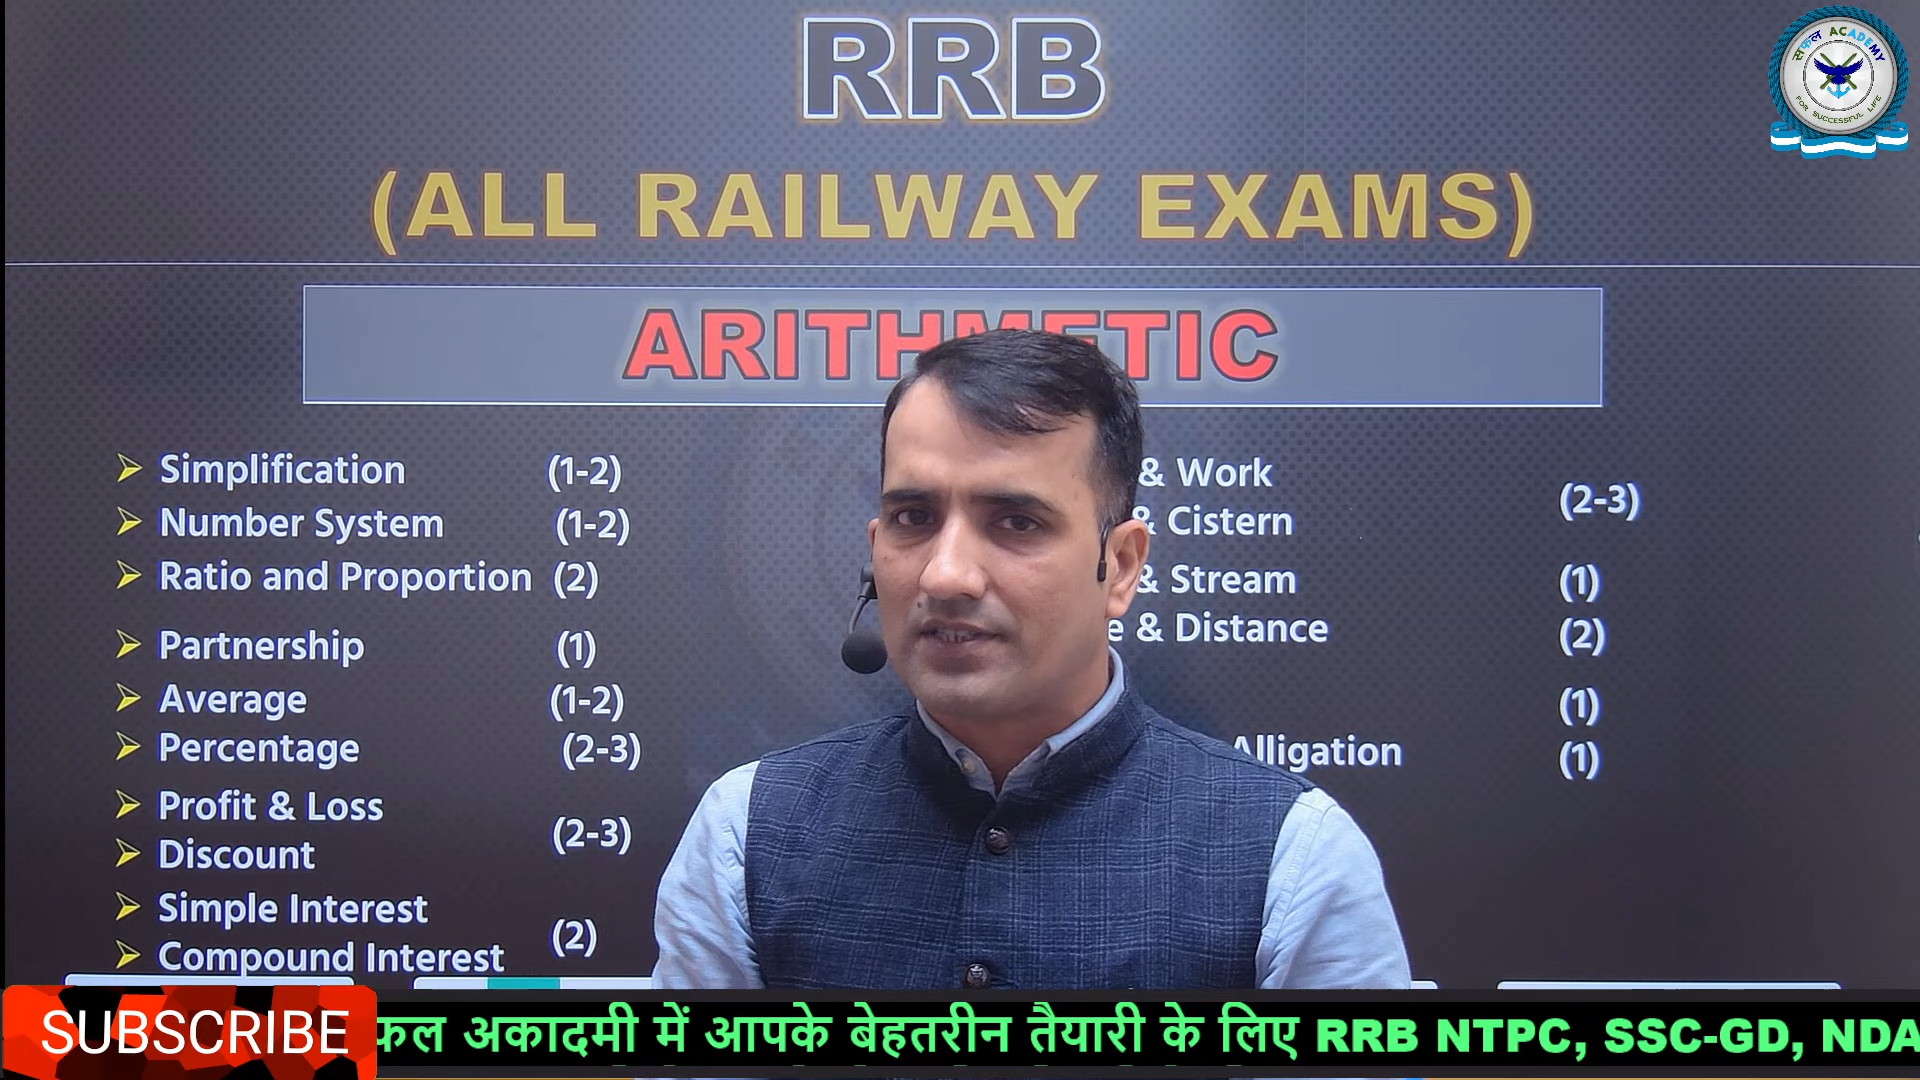 RRB
(ALL RAILWAY EXAMS)
ARITHMETIC
Simplification (1-2)
Number System (1-2)
Ratio and Proportion (2)
Partnership (1)
Average (1-2)
Percentage (2-3)
Profit & Loss
Discount
(2-3)
Simple Interest
Compound Interest
(2)
& Work
& Cistern
(2-3)
& Stream (1)
& Distance (2)
(1)
Alligation (1)
सफल ACADEMY
FOR SUCCESSFUL LIFE
SUBSCRIBE
फल अकादमी में आपके बेहतरीन तैयारी के लिए RRB NTPC, SSC-GD, NDA